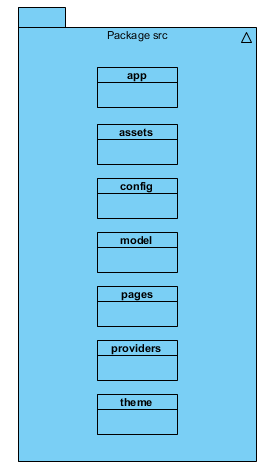 Package src
app
assets
config
model
pages
providers
theme